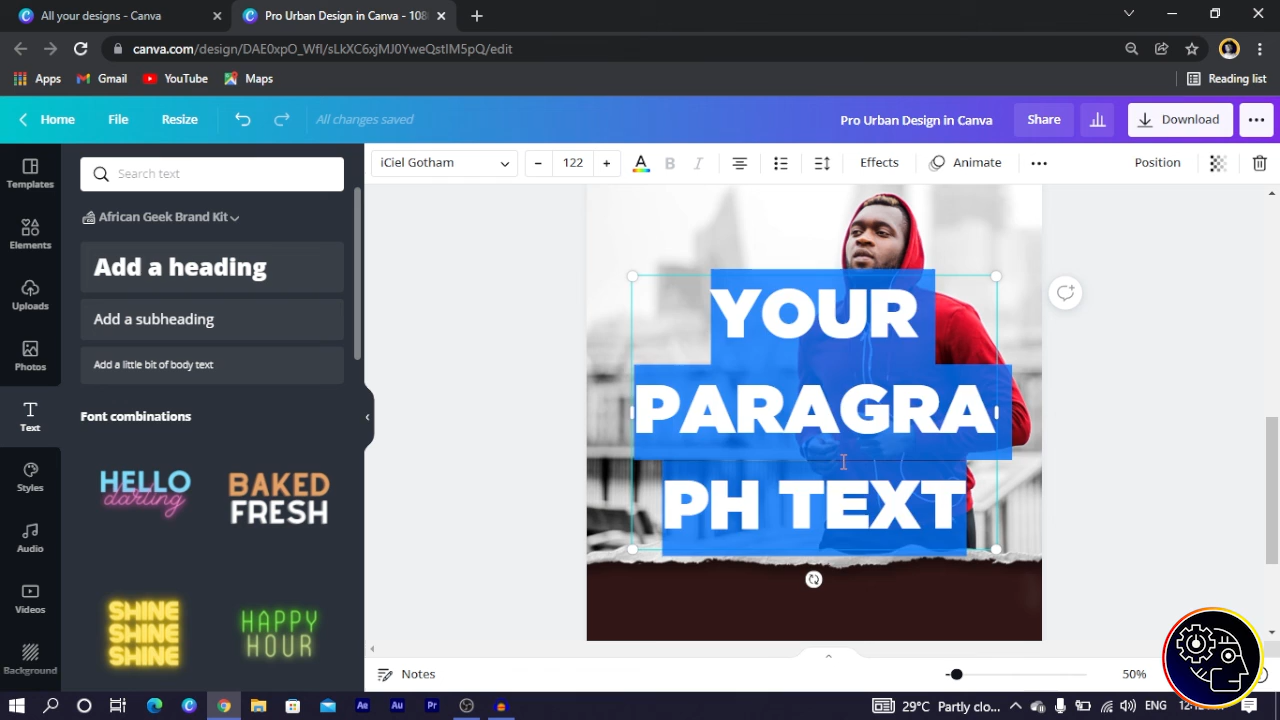 All your designs - Canva
Pro Urban Design in Canva - 108
canva.com/design/DAE0xpO_WfI/sLkXC6xjMJ0YweQstIM5pQ/edit
Apps
Gmail
YouTube
Maps
Reading list
Home
File
Resize
All changes saved
Pro Urban Design in Canva
Share
Download
iCiel Gotham
122
A
B
I
Effects
Animate
Position
Templates
Elements
Uploads
Photos
Text
Styles
Audio
Videos
Background
Search text
African Geek Brand Kit
Add a heading
Add a subheading
Add a little bit of body text
Font combinations
HELLO
darling
BAKED
FRESH
SHINE
SHINE
SHINE
HAPPY
HOUR
YOUR
PARAGRA
PH TEXT
Notes
50%
Ae
Au
Pr
29°C Partly clo...
ENG